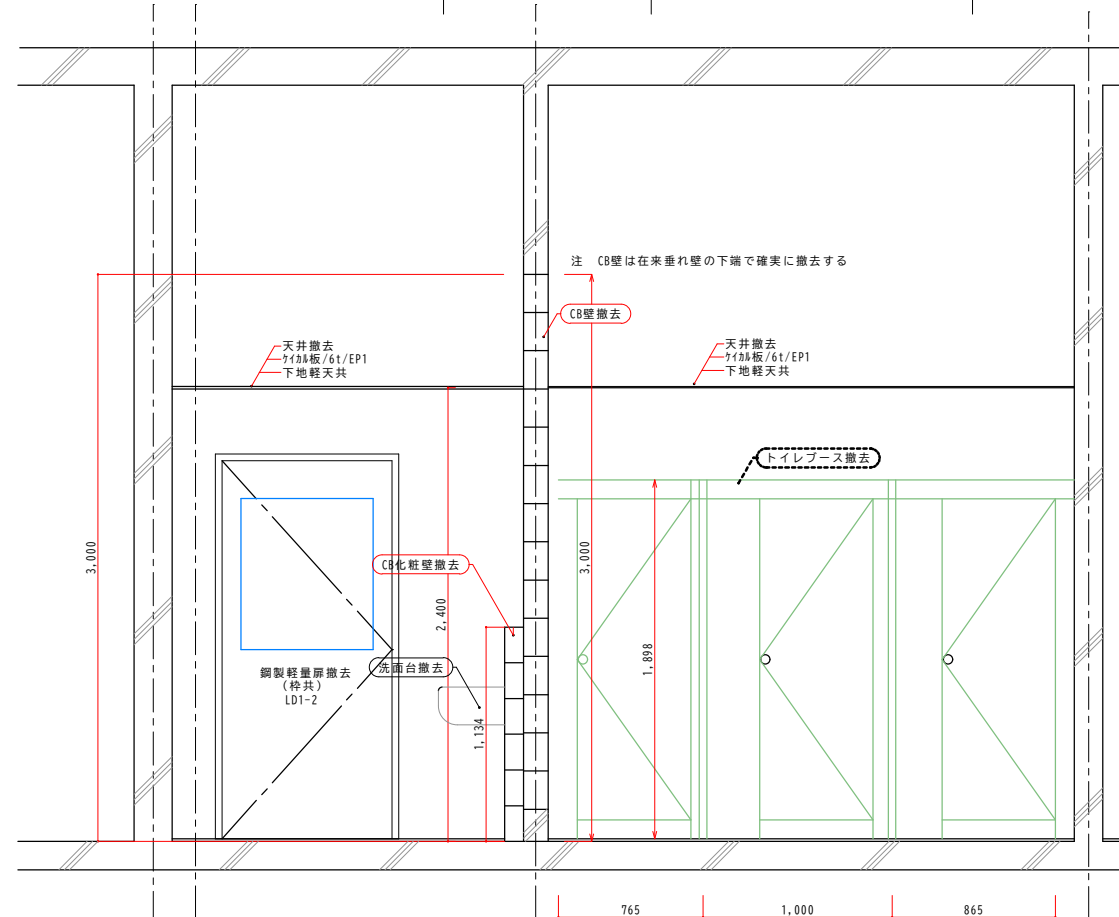 注 CB壁は在来垂れ壁の下端で確実に撤去する
CB壁撤去
天井撤去
ケイカル板/6t/EP1
下地軽天共
天井撤去
ケイカル板/6t/EP1
下地軽天共
トイレブース撤去
3,000
CB化粧壁撤去
3,000
2,400
1,898
鋼製軽量扉撤去
(枠共)
LD1-2
洗面台撤去
1,134
765
1,000
865